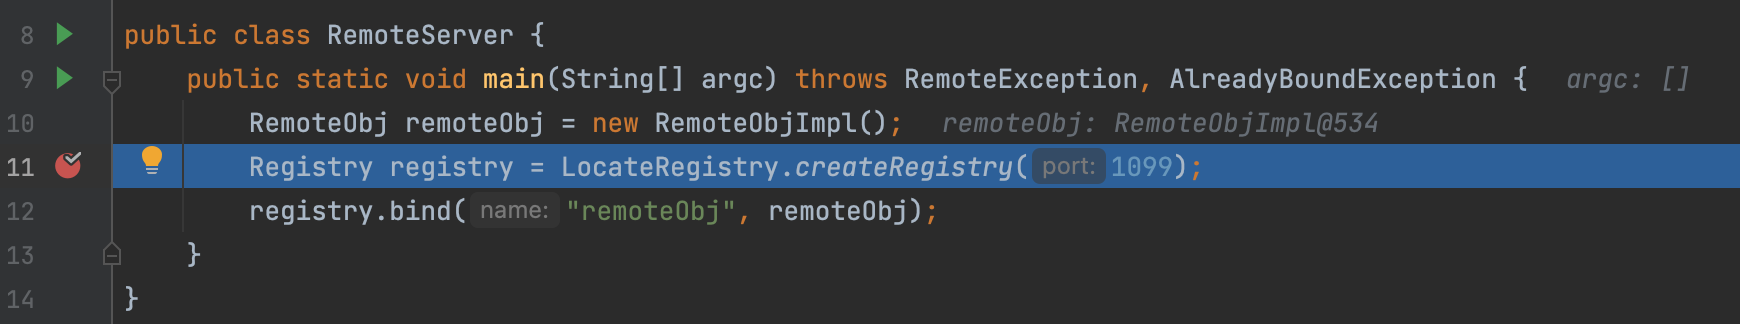 8 public class RemoteServer {
9 public static void main(String[] argc) throws RemoteException, AlreadyBoundException { argc: []
10 RemoteObj remoteObj = new RemoteObjImpl(); remoteObj: RemoteObjImpl@534
11 Registry registry = LocateRegistry.createRegistry( port: 1099);
12 registry.bind( name: "remoteObj", remoteObj);
13 }
14 }